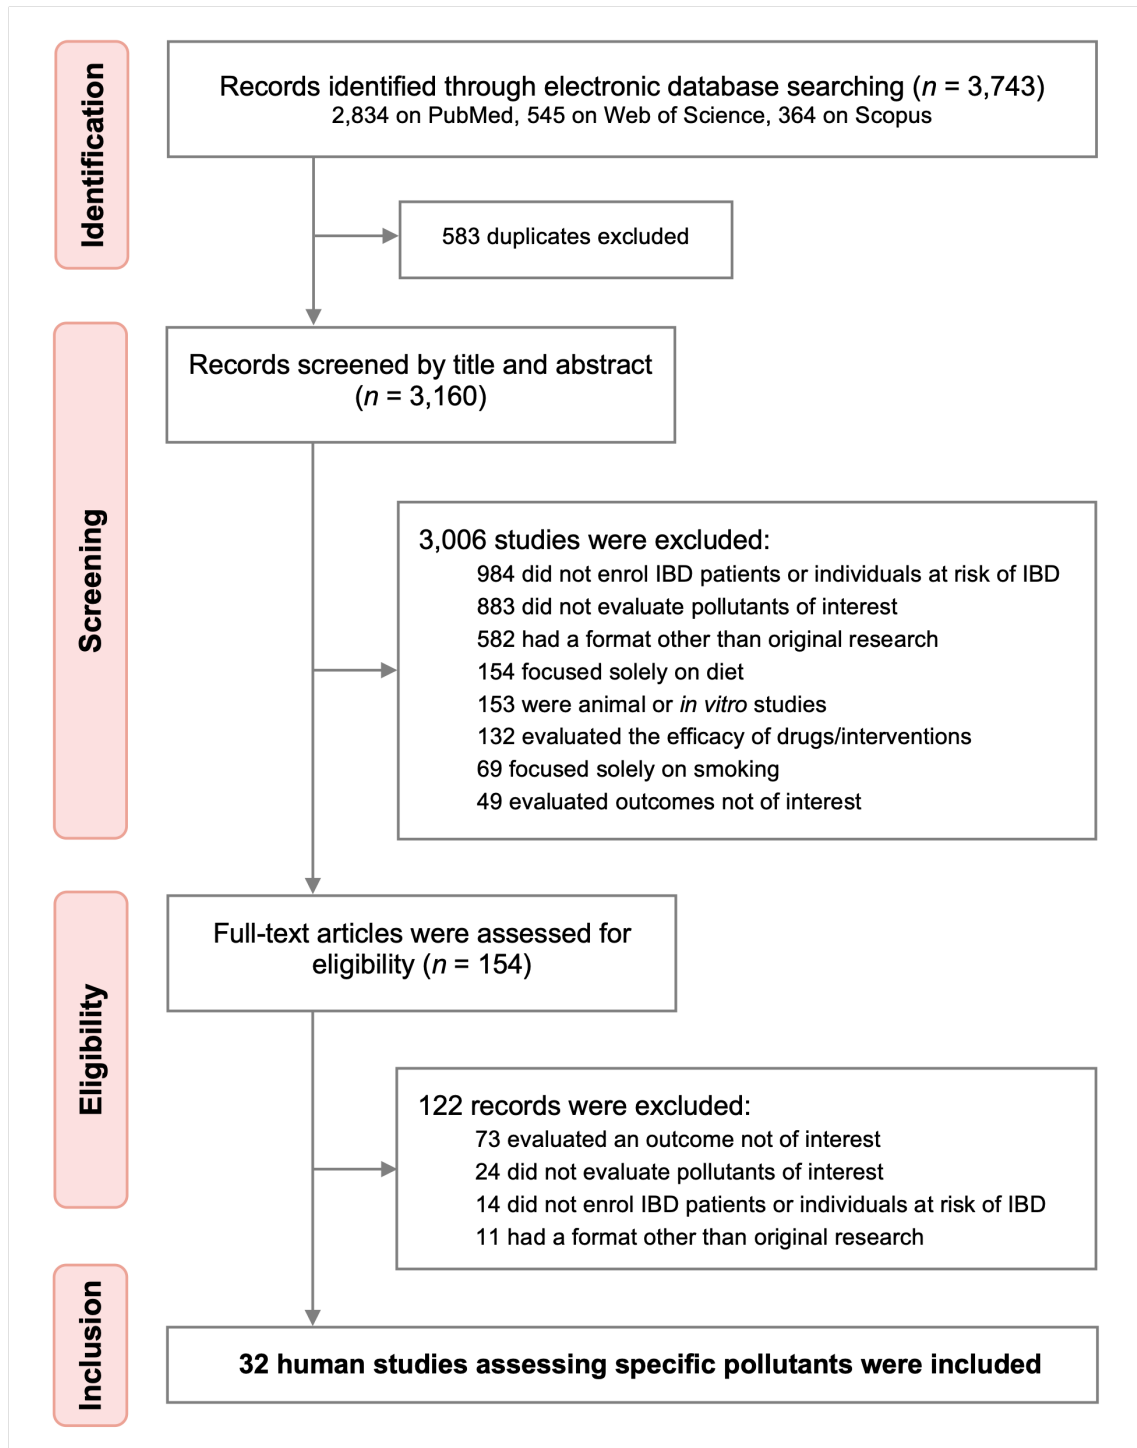 Identification
Records identified through electronic database searching (n = 3,743)
2,834 on PubMed, 545 on Web of Science, 364 on Scopus
583 duplicates excluded
Screening
Records screened by title and abstract
(n = 3,160)
3,006 studies were excluded:
984 did not enrol IBD patients or individuals at risk of IBD
883 did not evaluate pollutants of interest
582 had a format other than original research
154 focused solely on diet
153 were animal or in vitro studies
132 evaluated the efficacy of drugs/interventions
69 focused solely on smoking
49 evaluated outcomes not of interest
Eligibility
Full-text articles were assessed for
eligibility (n = 154)
122 records were excluded:
73 evaluated an outcome not of interest
24 did not evaluate pollutants of interest
14 did not enrol IBD patients or individuals at risk of IBD
11 had a format other than original research
Inclusion
32 human studies assessing specific pollutants were included